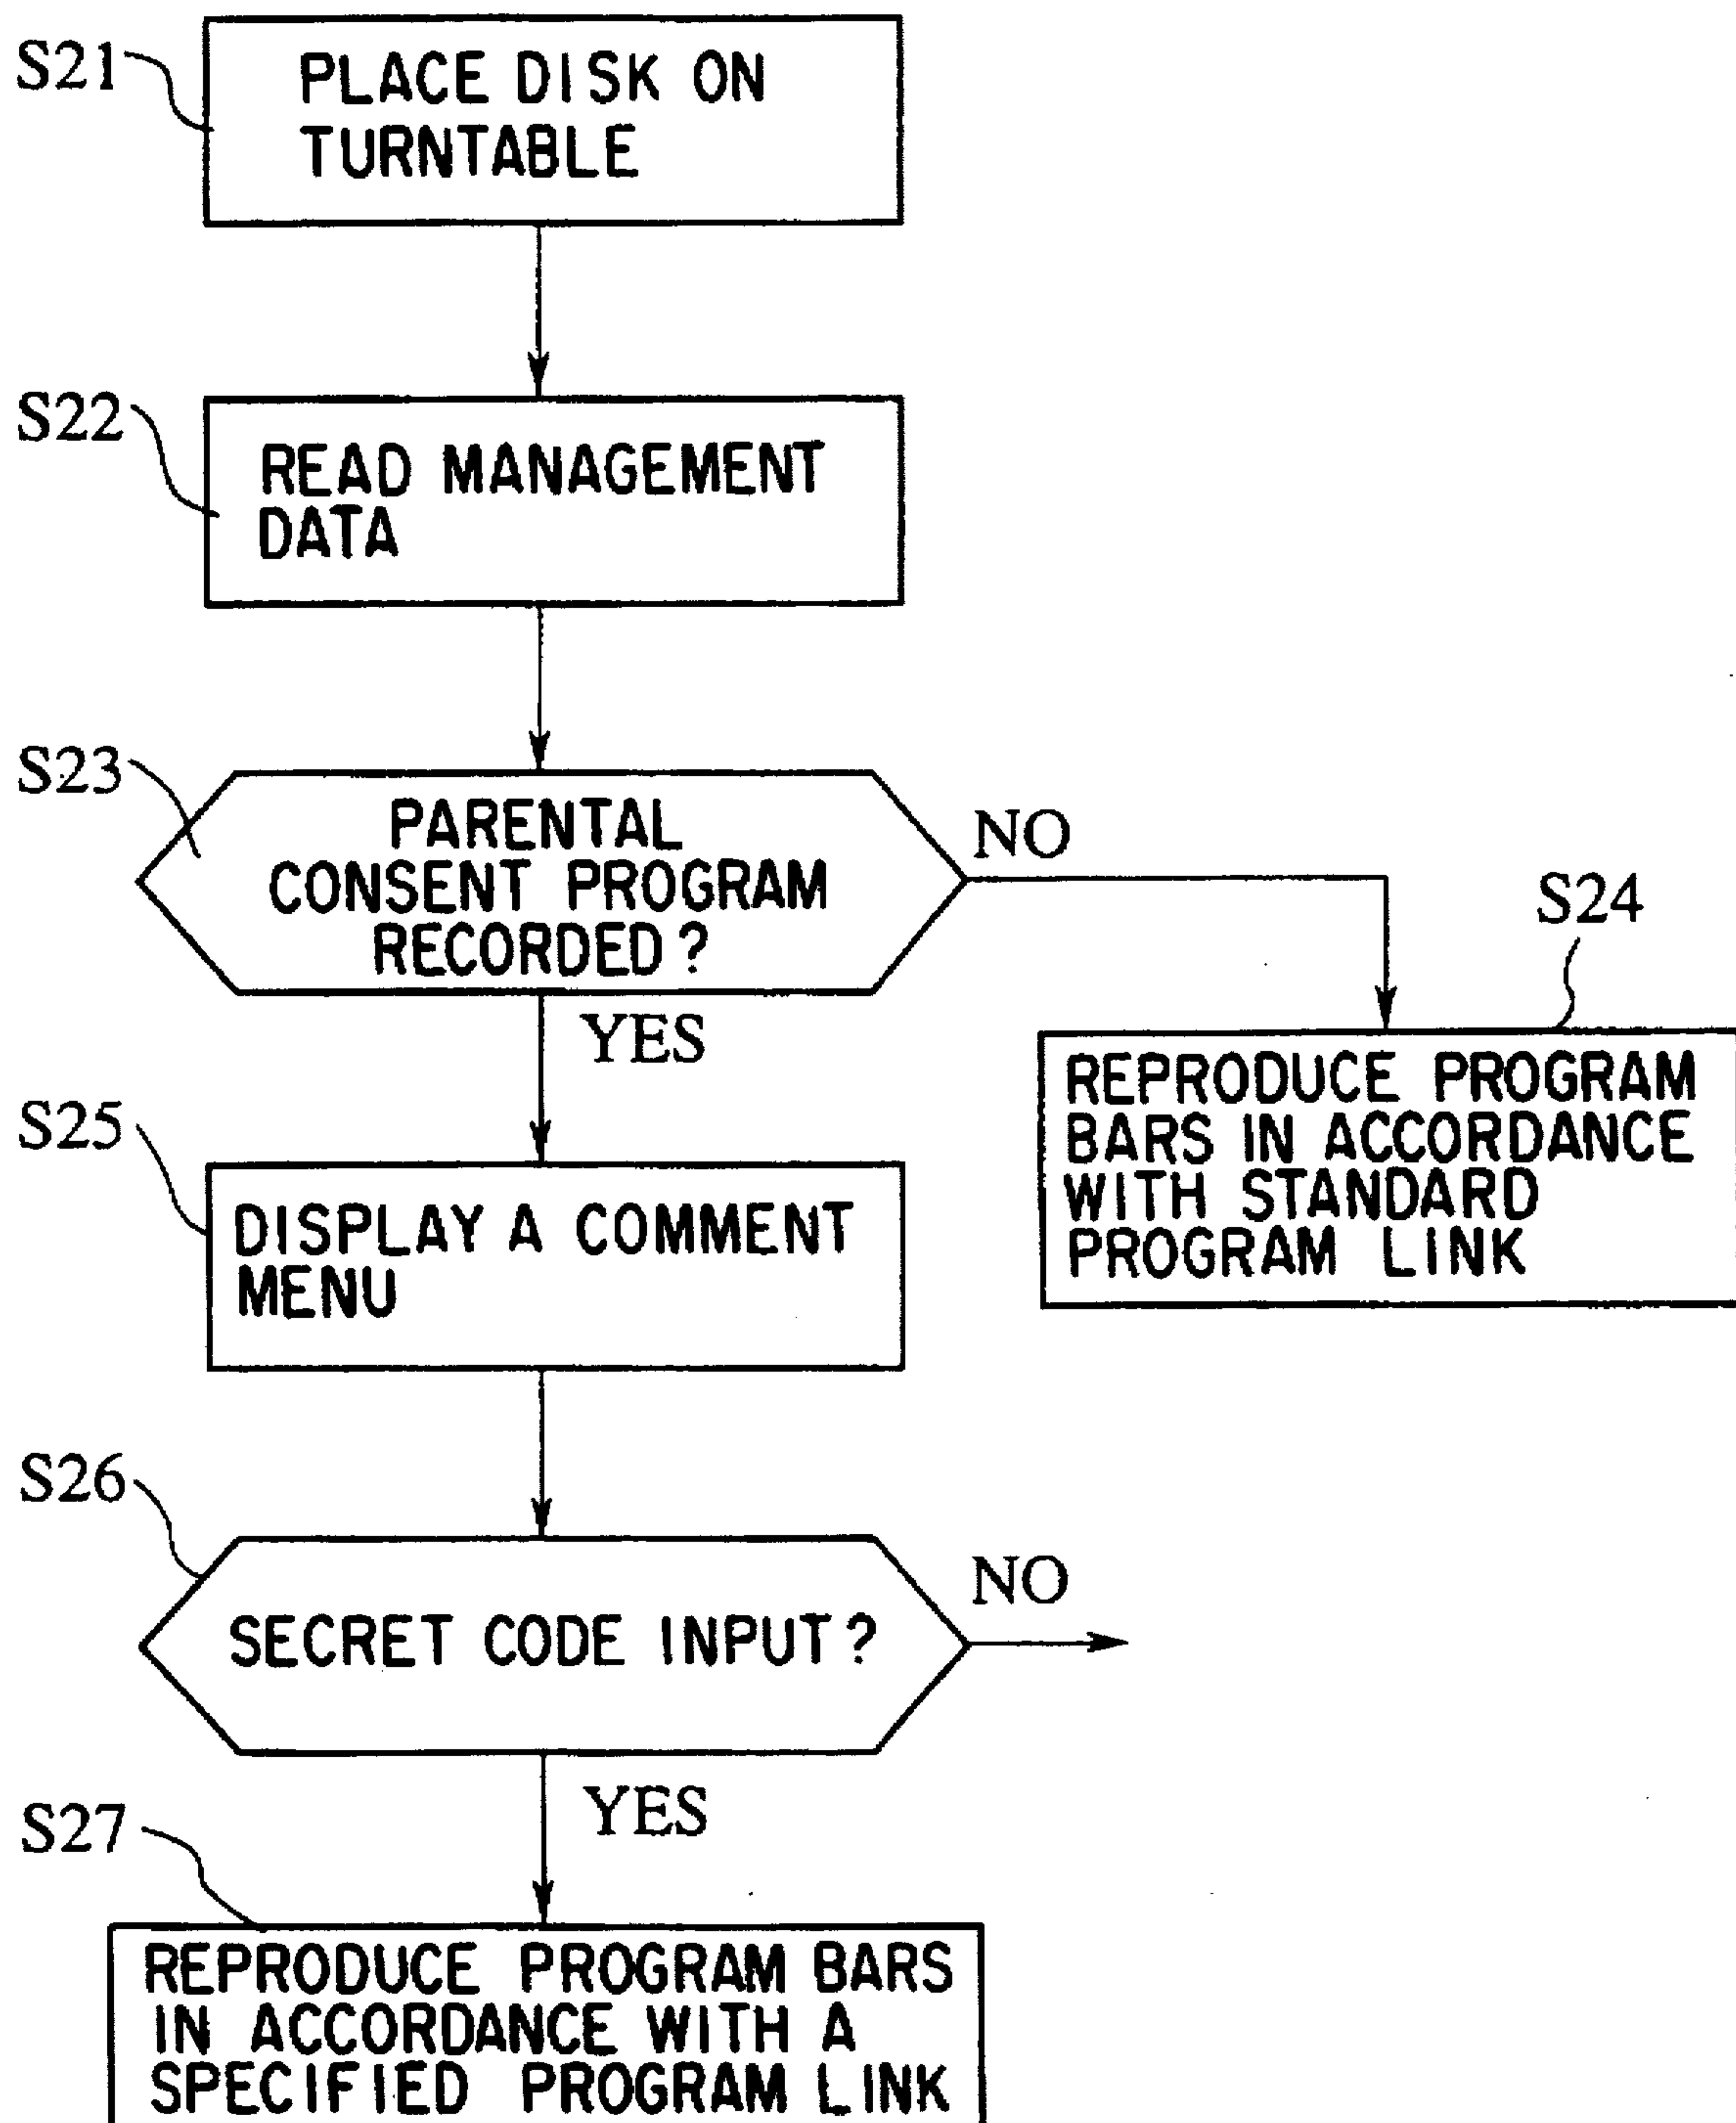 S21
PLACE DISK ON
TURNTABLE
S22
READ MANAGEMENT
DATA
S23
PARENTAL
CONSENT PROGRAM
RECORDED?
NO
YES
S24
REPRODUCE PROGRAM
BARS IN ACCORDANCE
WITH STANDARD
PROGRAM LINK
S25
DISPLAY A COMMENT
MENU
S26
SECRET CODE INPUT?
NO
YES
S27
REPRODUCE PROGRAM BARS
IN ACCORDANCE WITH A
SPECIFIED PROGRAM LINK